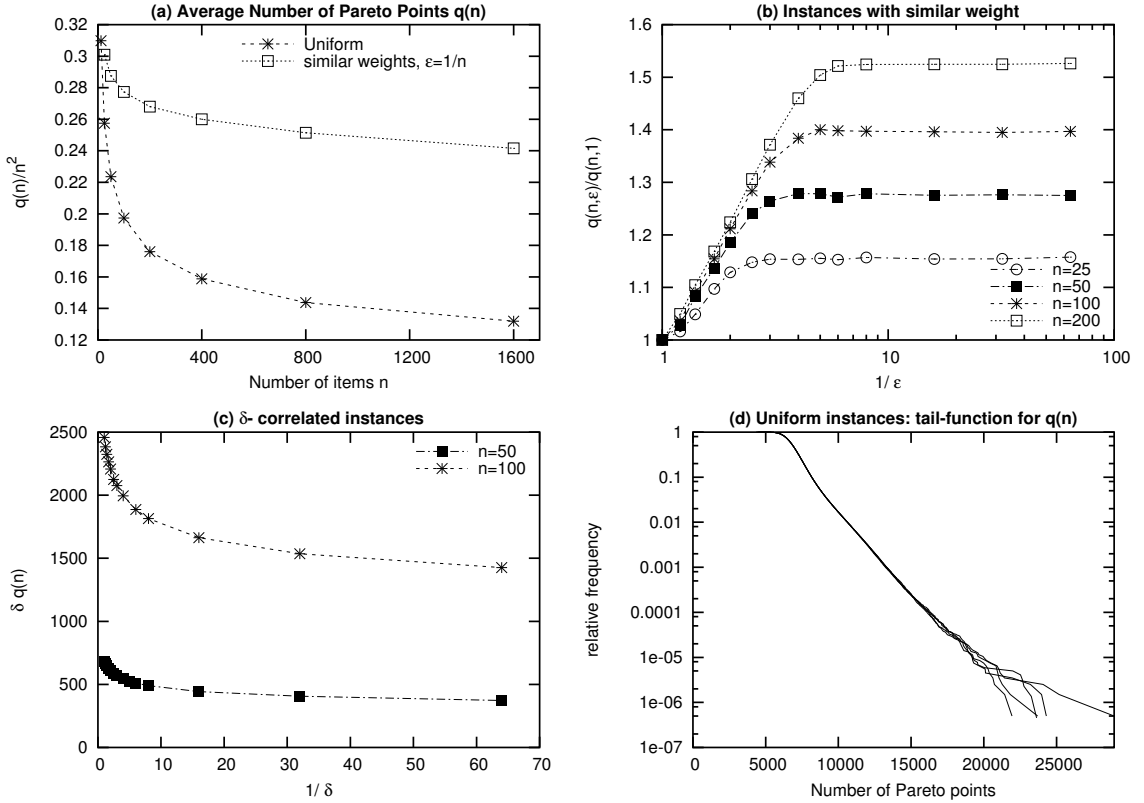 (a) Average Number of Pareto Points q(n)
q(n)/n²
0.32
0.3
0.28
0.26
0.24
0.22
0.2
0.18
0.16
0.14
0.12
0
400
800
1200
1600
Number of items n
Uniform
similar weights, ε=1/n
(b) Instances with similar weight
q(n,ε)/q(n,1)
1.6
1.5
1.4
1.3
1.2
1.1
1
1
10
100
1/ ε
n=25
n=50
n=100
n=200
(c) δ- correlated instances
δ q(n)
2500
2000
1500
1000
500
0
0
10
20
30
40
50
60
70
1/ δ
n=50
n=100
(d) Uniform instances: tail-function for q(n)
relative frequency
1
0.1
0.01
0.001
0.0001
1e-05
1e-06
1e-07
0
5000
10000
15000
20000
25000
Number of Pareto points